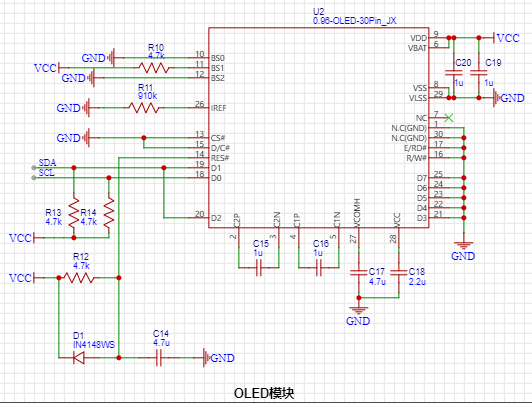 U2
0.96-OLED-30Pin_JX
R10
4.7k
GND
VCC
GND
10
BS0
11
BS1
12
BS2
VDD
9
VCC
VBAT
6
C20
1u
C19
1u
VSS
8
VLSS
29
GND
R11
910k
GND
26
IREF
NC
7
N.C(GND)
1
N.C(GND)
30
E/RD#
17
R/W#
16
GND
13
CS#
15
D/C#
14
RES#
SDA
19
D1
SCL
18
D0
D7
25
D6
24
D5
23
D4
22
D3
21
R13
4.7k
R14
4.7k
20
D2
C2P
C2N
C1P
C1N
VCOMH
VCC
2
3
4
5
27
28
VCC
GND
C15
1u
C16
1u
C17
4.7u
C18
2.2u
R12
4.7k
VCC
GND
D1
IN4148WS
C14
4.7u
GND
OLED模块